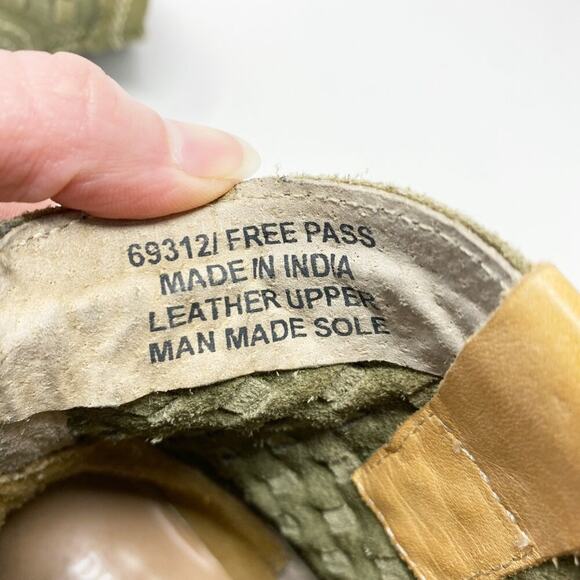 69312/ FREE PASS
MADE IN INDIA
LEATHER UPPER
MAN MADE SOLE